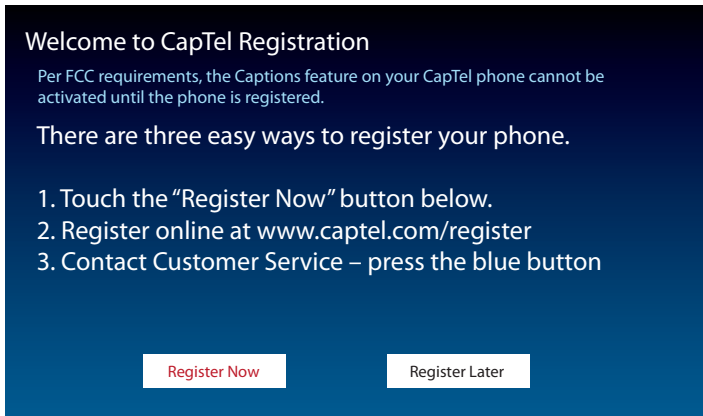 Welcome to CapTel Registration
Per FCC requirements, the Captions feature on your CapTel phone cannot be
activated until the phone is registered.
There are three easy ways to register your phone.
1. Touch the “Register Now” button below.
2. Register online at www.captel.com/register
3. Contact Customer Service – press the blue button
Register Now
Register Later